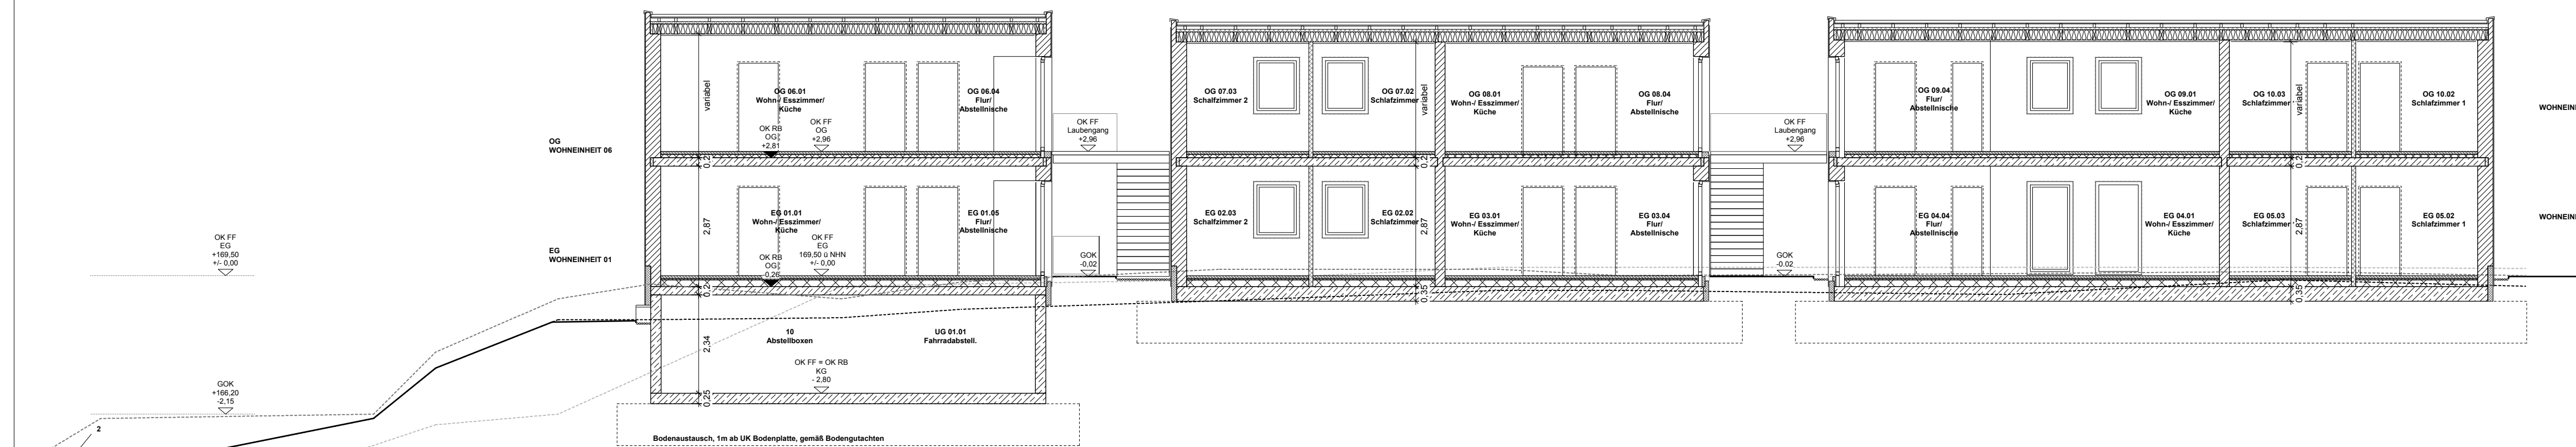 OG 06.01
Wohn-/ Esszimmer/
Küche
OG 06.04
Flur/
Abstellnische
variabel
OK RB
OG
+2,81
OK FF
OG
+2,96
OG
WOHNEINHEIT 06
0,2
OK FF
Laubengang
+2,96
OG 07.03
Schalfzimmer 2
OG 07.02
Schlafzimmer
variabel
OG 08.01
Wohn-/ Esszimmer/
Küche
OG 08.04
Flur/
Abstellnische
0,2
OK FF
Laubengang
+2,96
OG 09.04
Flur/
Abstellnische
OG 09.01
Wohn-/ Esszimmer/
Küche
OG 10.03
Schlafzimmer
variabel
OG 10.02
Schlafzimmer 1
0,2
OK FF
EG
+169,50
+/- 0,00
EG
WOHNEINHEIT 01
EG 01.01
Wohn-/ Esszimmer/
Küche
EG 01.05
Flur/
Abstellnische
2,87
OK RB
OG
-0,26
OK FF
EG
169,50 ü NHN
+/- 0,00
0,2
GOK
-0,02
EG 02.03
Schalfzimmer 2
EG 02.02
Schlafzimmer
2,87
EG 03.01
Wohn-/ Esszimmer/
Küche
EG 03.04
Flur/
Abstellnische
0,35
GOK
-0.02
EG 04.04
Flur/
Abstellnische
EG 04.01
Wohn-/ Esszimmer/
Küche
EG 05.03
Schlafzimmer
2,87
EG 05.02
Schlafzimmer 1
0,35
GOK
+166,20
-2,15
2
2,34
10
Abstellboxen
UG 01.01
Fahrradabstell.
OK FF = OK RB
KG
- 2,80
0,25
Bodenaustausch, 1m ab UK Bodenplatte, gemäß Bodengutachten